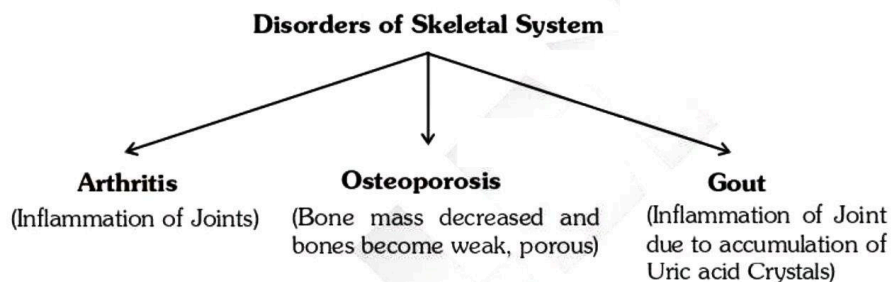 Disorders of Skeletal System
Arthritis
(Inflammation of Joints)
Osteoporosis
(Bone mass decreased and
bones become weak, porous)
Gout
(Inflammation of Joint
due to accumulation of
Uric acid Crystals)